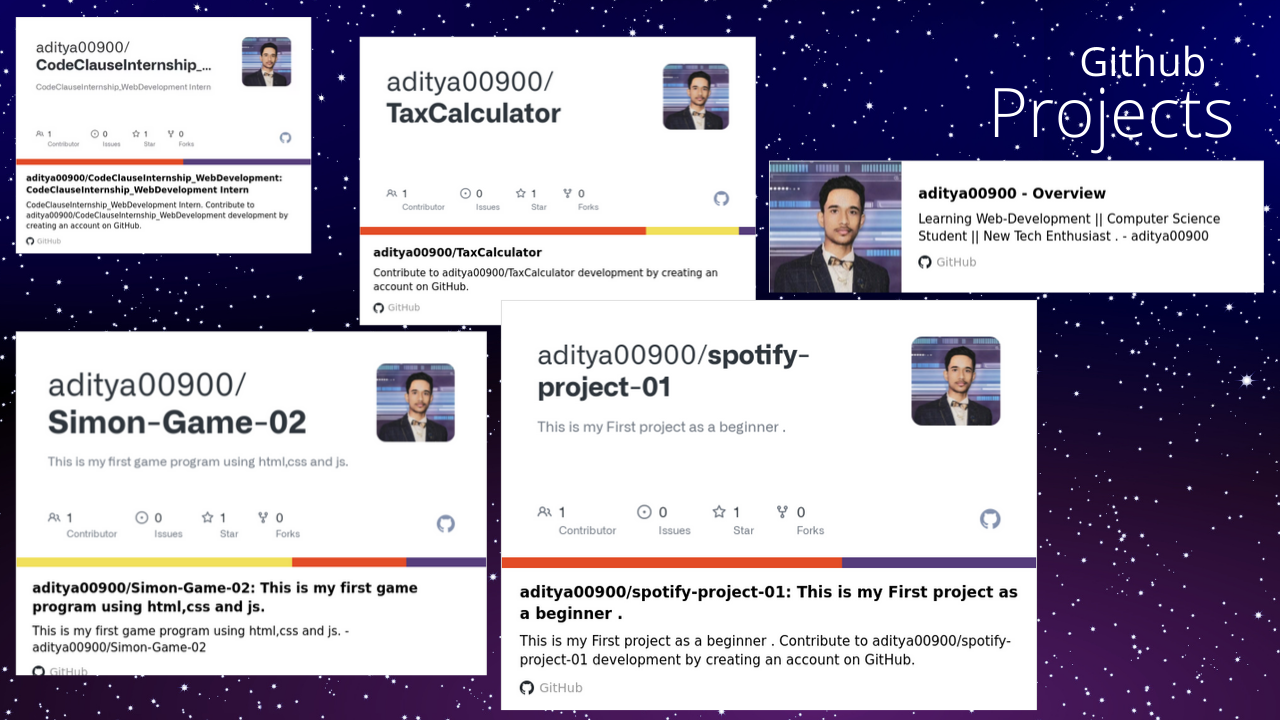 aditya00900/
CodeClauseInternship_...
CodeClauseInternship_WebDevelopment Intern
1
Contributor
0
Issues
1
Star
0
Forks
aditya00900/CodeClauseInternship_WebDevelopment:
CodeClauseInternship_WebDevelopment Intern
CodeClauseInternship_WebDevelopment Intern. Contribute to
aditya00900/CodeClauseInternship_WebDevelopment development by
creating an account on GitHub.
GitHub
aditya00900/
TaxCalculator
1
Contributor
0
Issues
1
Star
0
Forks
aditya00900/TaxCalculator
Contribute to aditya00900/TaxCalculator development by creating an
account on GitHub.
GitHub
Github
Projects
aditya00900 - Overview
Learning Web-Development || Computer Science
Student || New Tech Enthusiast . - aditya00900
GitHub
aditya00900/
Simon-Game-02
This is my first game program using html,css and js.
1
Contributor
0
Issues
1
Star
0
Forks
aditya00900/Simon-Game-02: This is my first game
program using html,css and js.
This is my first game program using html,css and js. -
aditya00900/Simon-Game-02
GitHub
aditya00900/spotify-
project-01
This is my First project as a beginner .
1
Contributor
0
Issues
1
Star
0
Forks
aditya00900/spotify-project-01: This is my First project as
a beginner .
This is my First project as a beginner . Contribute to aditya00900/spotify-
project-01 development by creating an account on GitHub.
GitHub